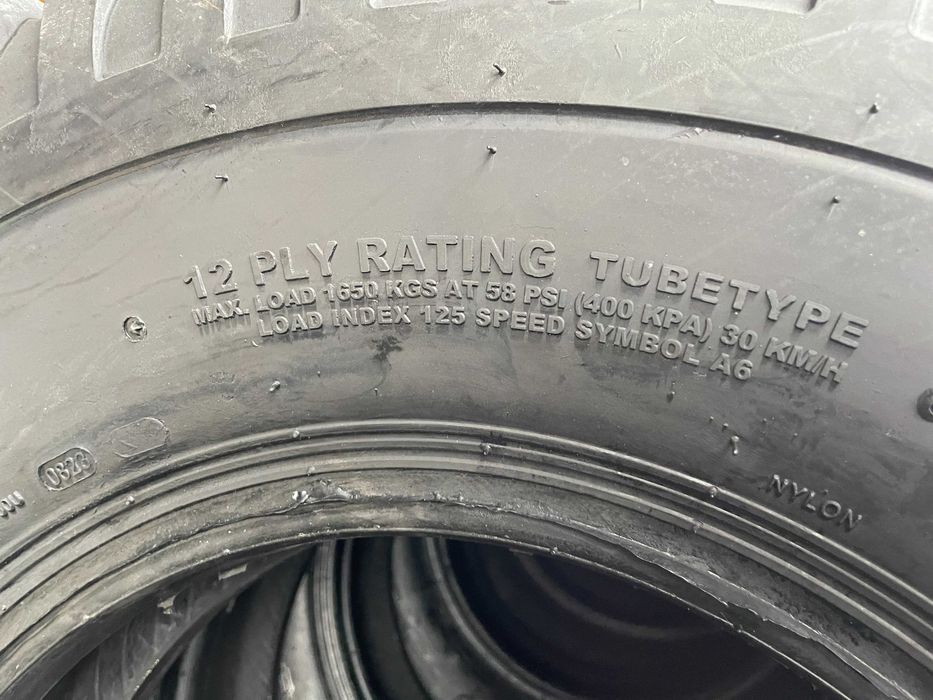 12 PLY RATING TUBETYPE
MAX. LOAD 1650 KGS AT 58 PSI (400 KPA) 30 KM/H
LOAD INDEX 125 SPEED SYMBOL A6
0323
NYLON